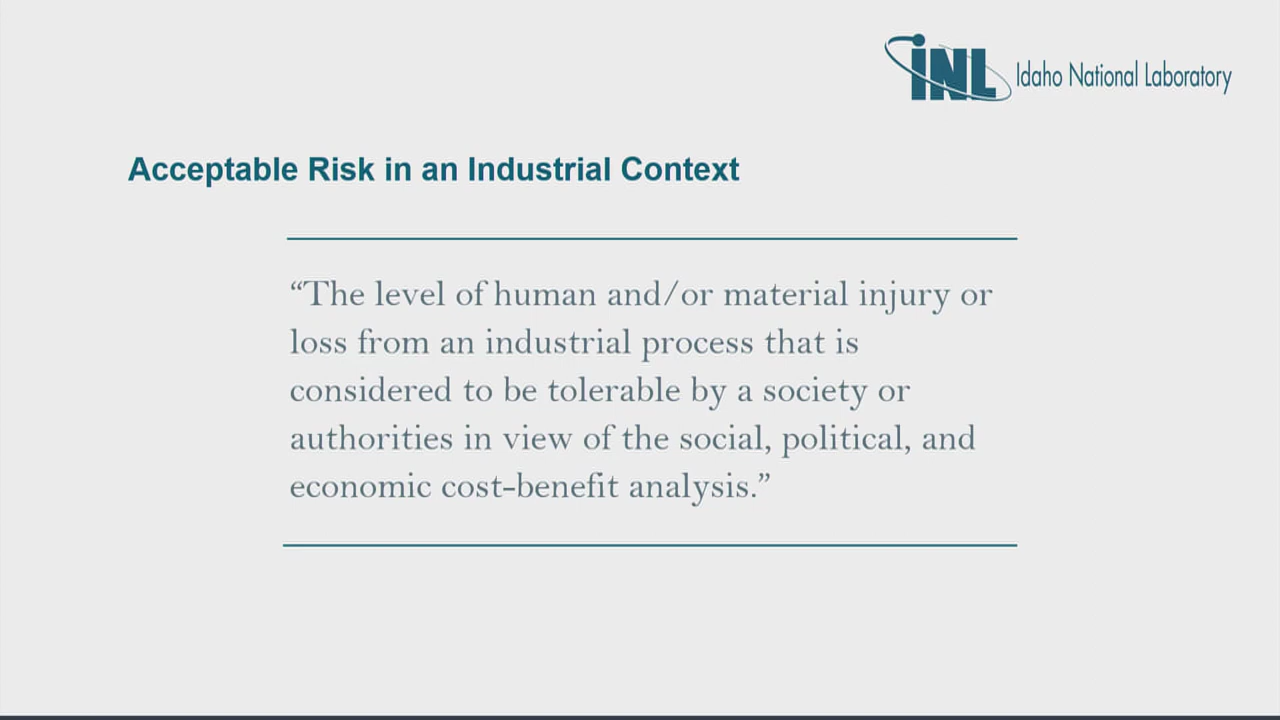 INL Idaho National Laboratory
Acceptable Risk in an Industrial Context
“The level of human and/or material injury or
loss from an industrial process that is
considered to be tolerable by a society or
authorities in view of the social, political, and
economic cost-benefit analysis.”